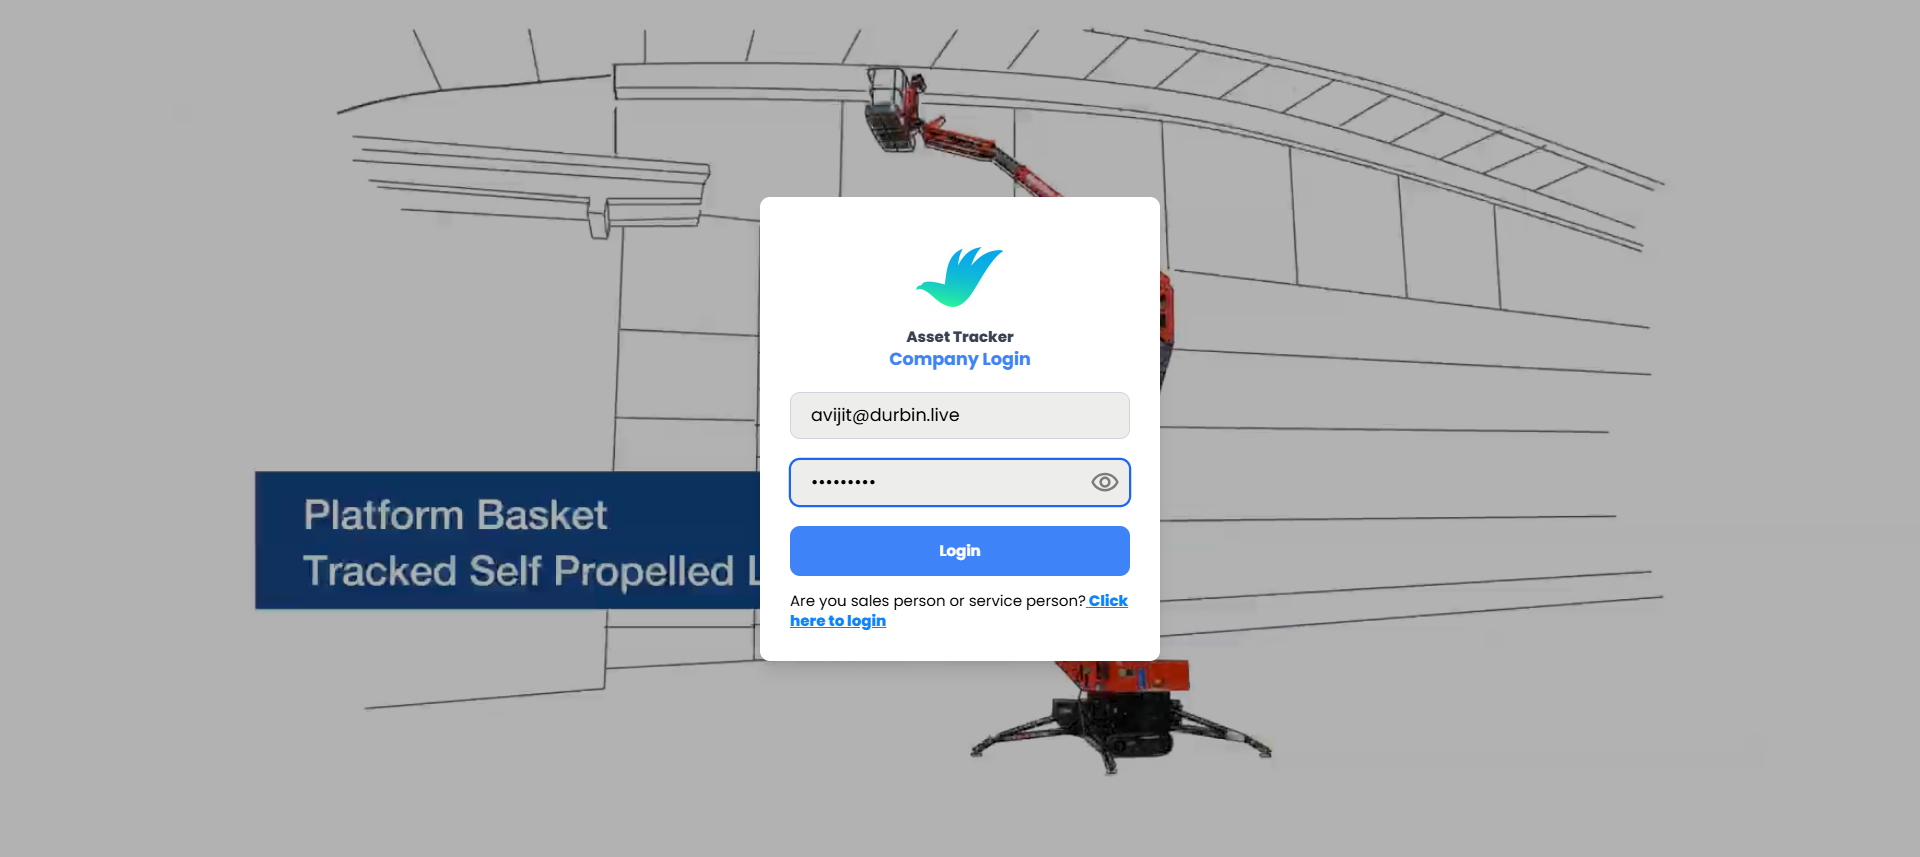 Asset Tracker
Company Login
avijit@durbin.live
•••••••••
Login
Are you sales person or service person? Click
here to login
Platform Basket
Tracked Self Propelled L